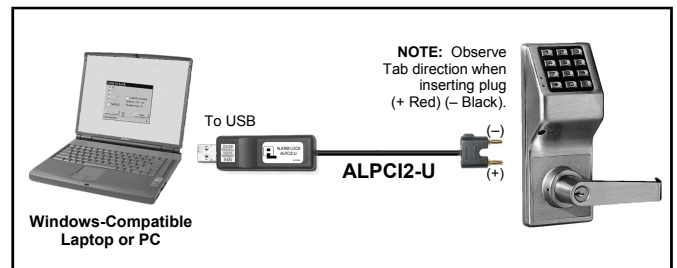 NOTE: Observe
Tab direction when
inserting plug
(+ Red) (– Black).
To USB
ALARM LOCK
ALPCI2-U
(–)
ALPCI2-U
(+)
Windows-Compatible
Laptop or PC